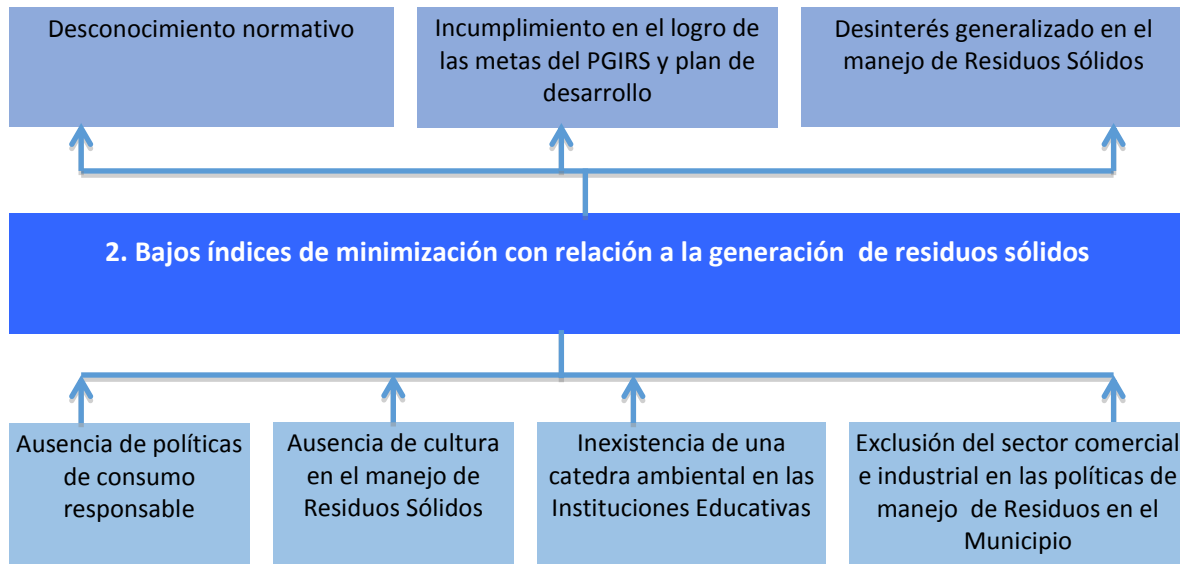 Desconocimiento normativo
Incumplimiento en el logro de
las metas del PGIRS y plan de
desarrollo
Desinterés generalizado en el
manejo de Residuos Sólidos
2. Bajos índices de minimización con relación a la generación  de residuos sólidos
Ausencia de políticas
de consumo
responsable
Ausencia de cultura
en el manejo de
Residuos Sólidos
Inexistencia de una
catedra ambiental en las
Instituciones Educativas
Exclusión del sector comercial
e industrial en las políticas de
manejo  de Residuos en el
Municipio